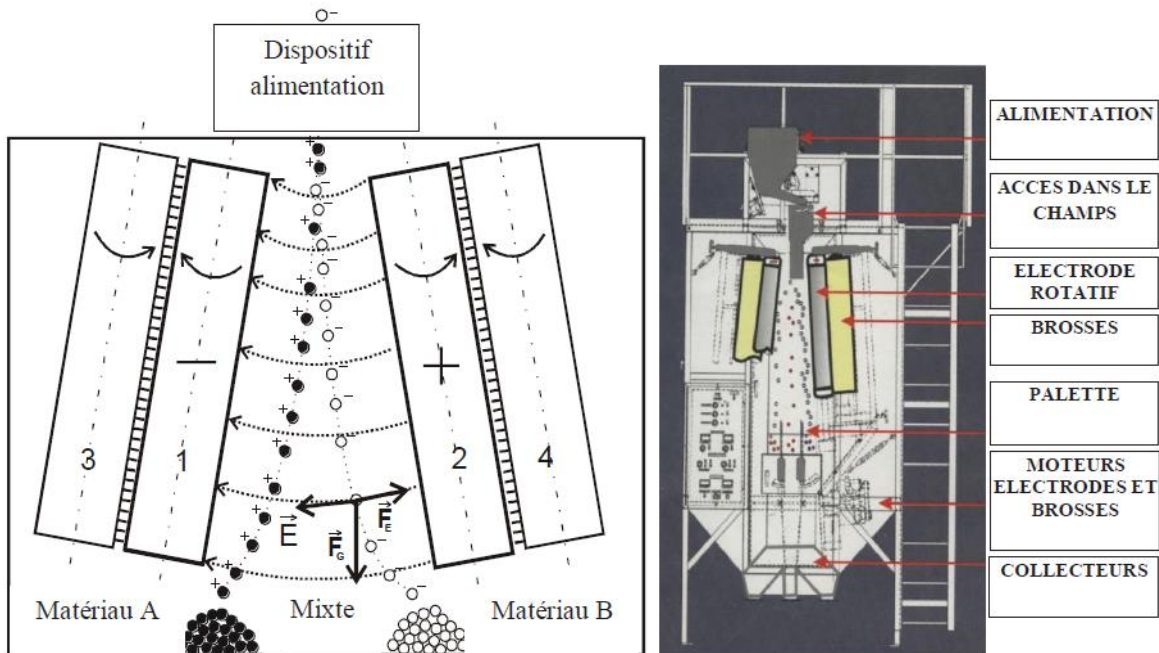 Dispositif
alimentation
−
+
3
1
2
4
E
F_E
F_G
Matériau A
Mixte
Matériau B
ALIMENTATION
ACCES DANS LE
CHAMPS
ELECTRODE
ROTATIF
BROSSES
PALETTE
MOTEURS
ELECTRODES ET
BROSSES
COLLECTEURS